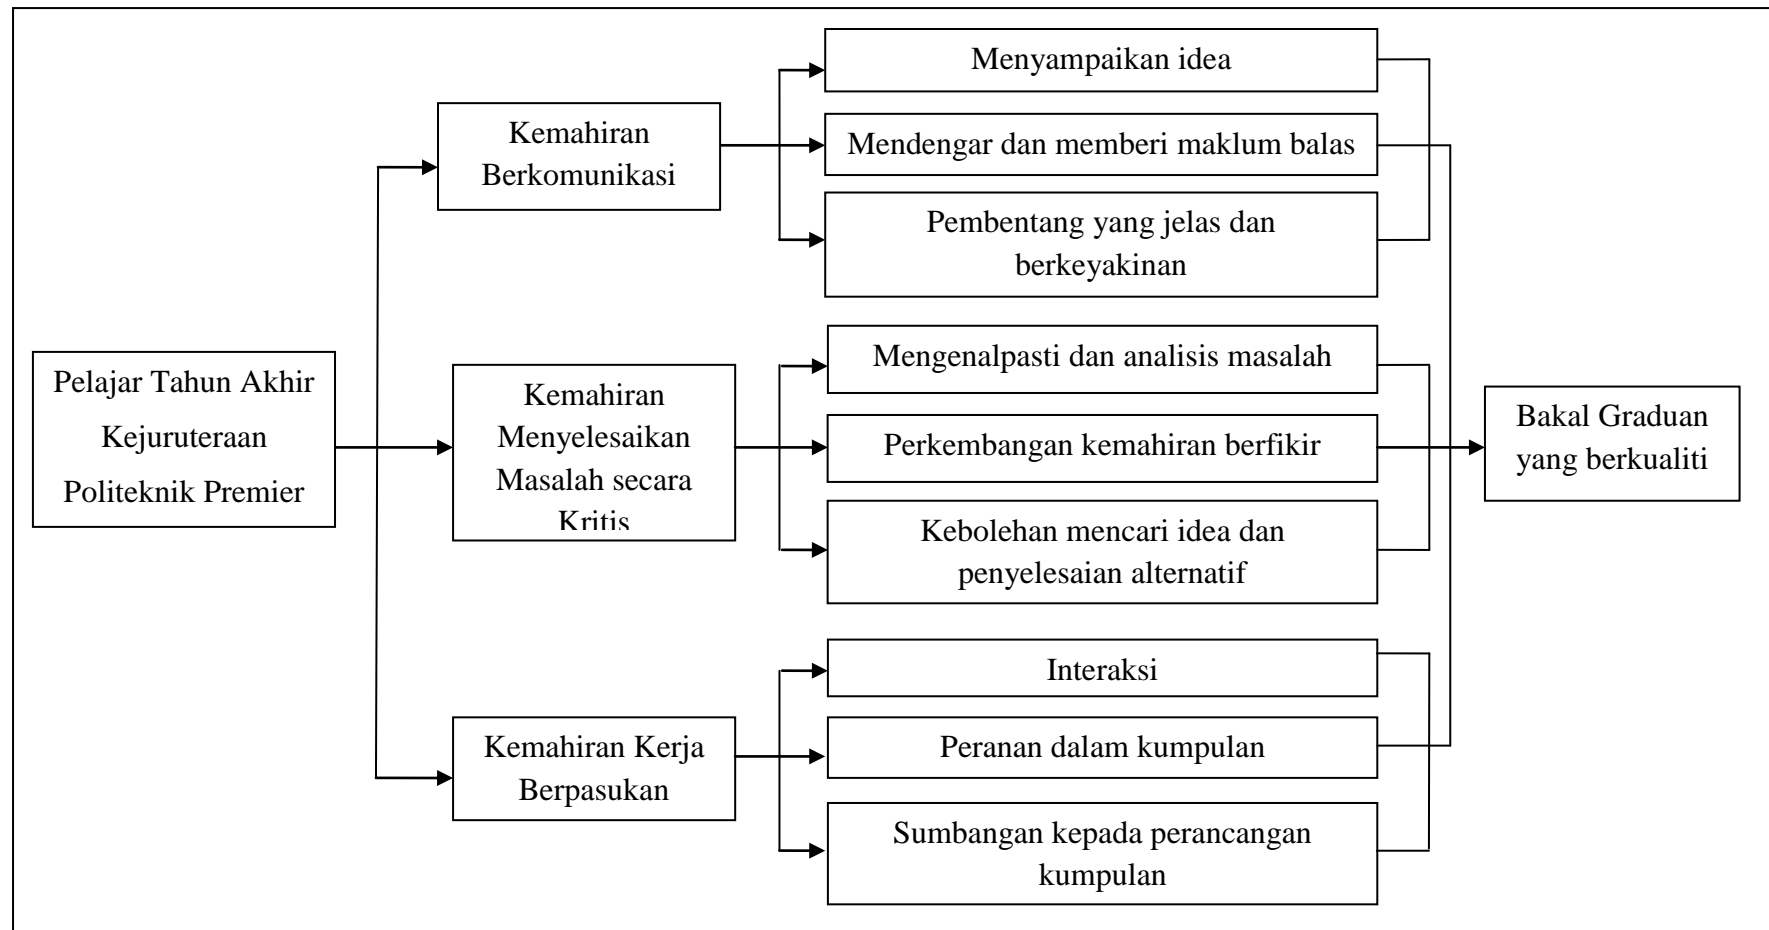 Pelajar Tahun Akhir
Kejuruteraan
Politeknik Premier
Kemahiran
Berkomunikasi
Menyampaikan idea
Mendengar dan memberi maklum balas
Pembentang yang jelas dan
berkeyakinan
Kemahiran
Menyelesaikan
Masalah secara
Kritis
Mengenalpasti dan analisis masalah
Perkembangan kemahiran berfikir
Kebolehan mencari idea dan
penyelesaian alternatif
Kemahiran Kerja
Berpasukan
Interaksi
Peranan dalam kumpulan
Sumbangan kepada perancangan
kumpulan
Bakal Graduan
yang berkualiti